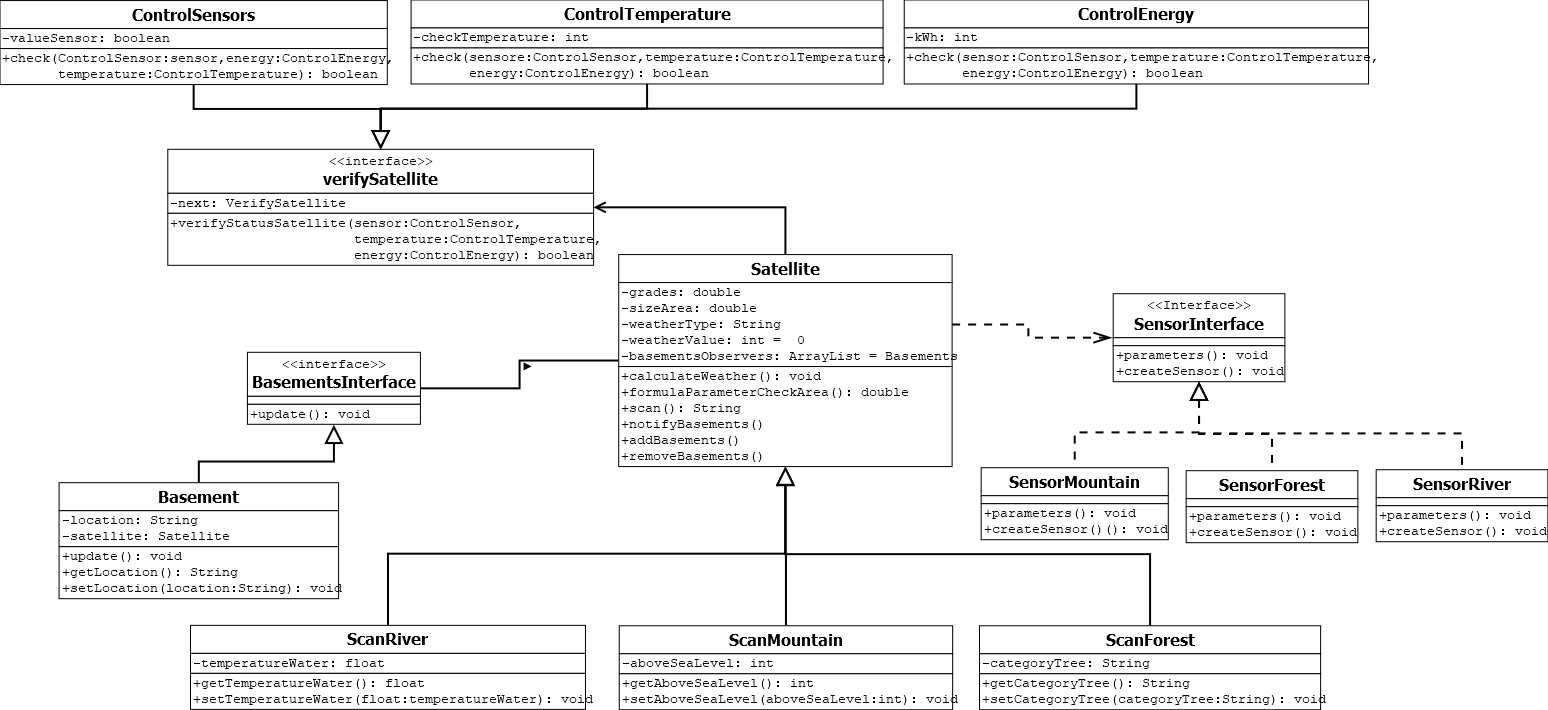 ControlSensors
-valueSensor: boolean
+check(ControlSensor:sensor,energy:ControlEnergy,
temperature:ControlTemperature): boolean
ControlTemperature
-checkTemperature: int
+check(sensore:ControlSensor,temperature:ControlTemperature,
energy:ControlEnergy): boolean
ControlEnergy
-kWh: int
+check(sensor:ControlSensor,temperature:ControlTemperature,
energy:ControlEnergy): boolean
<<interface>>
verifySatellite
-next: VerifySatellite
+verifyStatusSatellite(sensor:ControlSensor,
temperature:ControlTemperature,
energy:ControlEnergy): boolean
Satellite
-grades: double
-sizeArea: double
-weatherType: String
-weatherValue: int =  0
-basementsObservers: ArrayList = Basements
+calculateWeather(): void
+formulaParameterCheckArea(): double
+scan(): String
+notifyBasements()
+addBasements()
+removeBasements()
<<Interface>>
SensorInterface
+parameters(): void
+createSensor(): void
<<interface>>
BasementsInterface
+update(): void
Basement
-location: String
-satellite: Satellite
+update(): void
+getLocation(): String
+setLocation(location:String): void
SensorMountain
+parameters(): void
+createSensor()(): void
SensorForest
+parameters(): void
+createSensor(): void
SensorRiver
+parameters(): void
+createSensor(): void
ScanRiver
-temperatureWater: float
+getTemperatureWater(): float
+setTemperatureWater(float:temperatureWater): void
ScanMountain
-aboveSeaLevel: int
+getAboveSeaLevel(): int
+setAboveSeaLevel(aboveSeaLevel:int): void
ScanForest
-categoryTree: String
+getCategoryTree(): String
+setCategoryTree(categoryTree:String): void